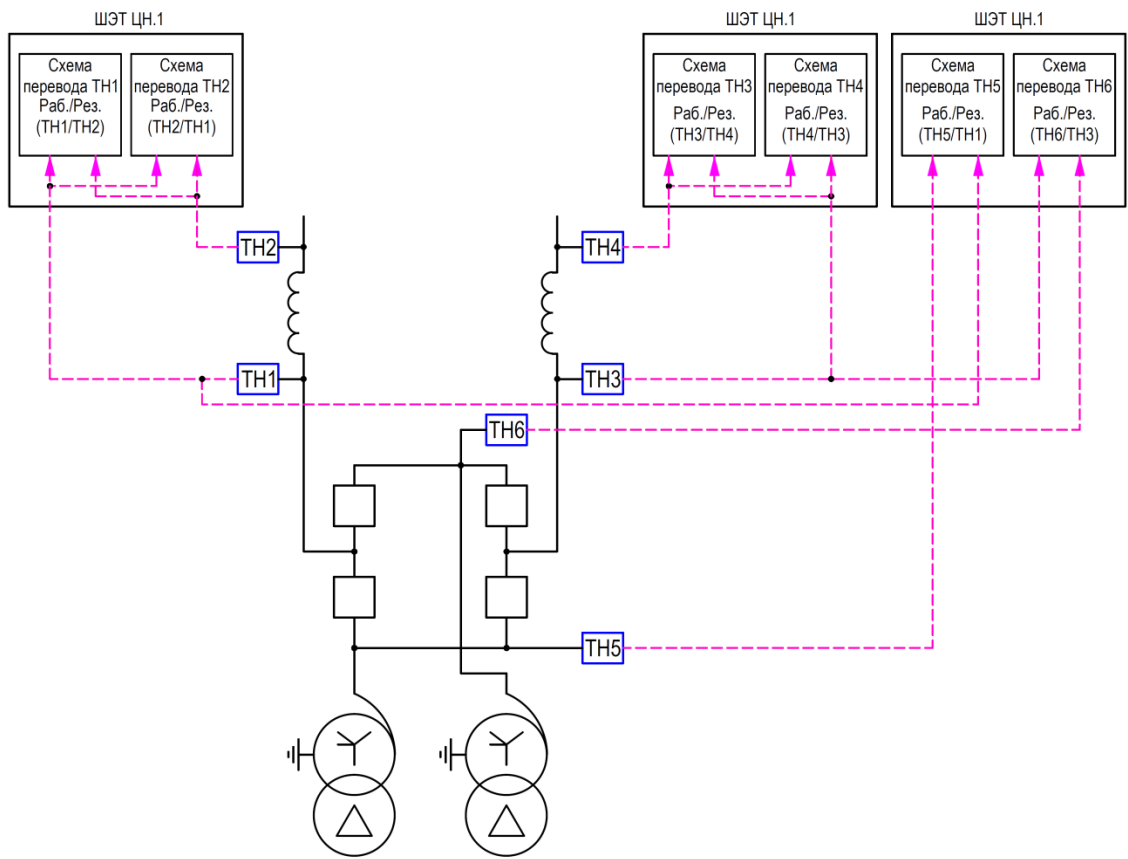 ШЭТ ЦН.1
Схема
перевода ТН1
Раб./Рез.
(ТН1/ТН2)
Схема
перевода ТН2
Раб./Рез.
(ТН2/ТН1)
ШЭТ ЦН.1
Схема
перевода ТН3
Раб./Рез.
(ТН3/ТН4)
Схема
перевода ТН4
Раб./Рез.
(ТН4/ТН3)
ШЭТ ЦН.1
Схема
перевода ТН5
Раб./Рез.
(ТН5/ТН1)
Схема
перевода ТН6
Раб./Рез.
(ТН6/ТН3)
ТН2
ТН4
ТН1
ТН3
ТН6
ТН5